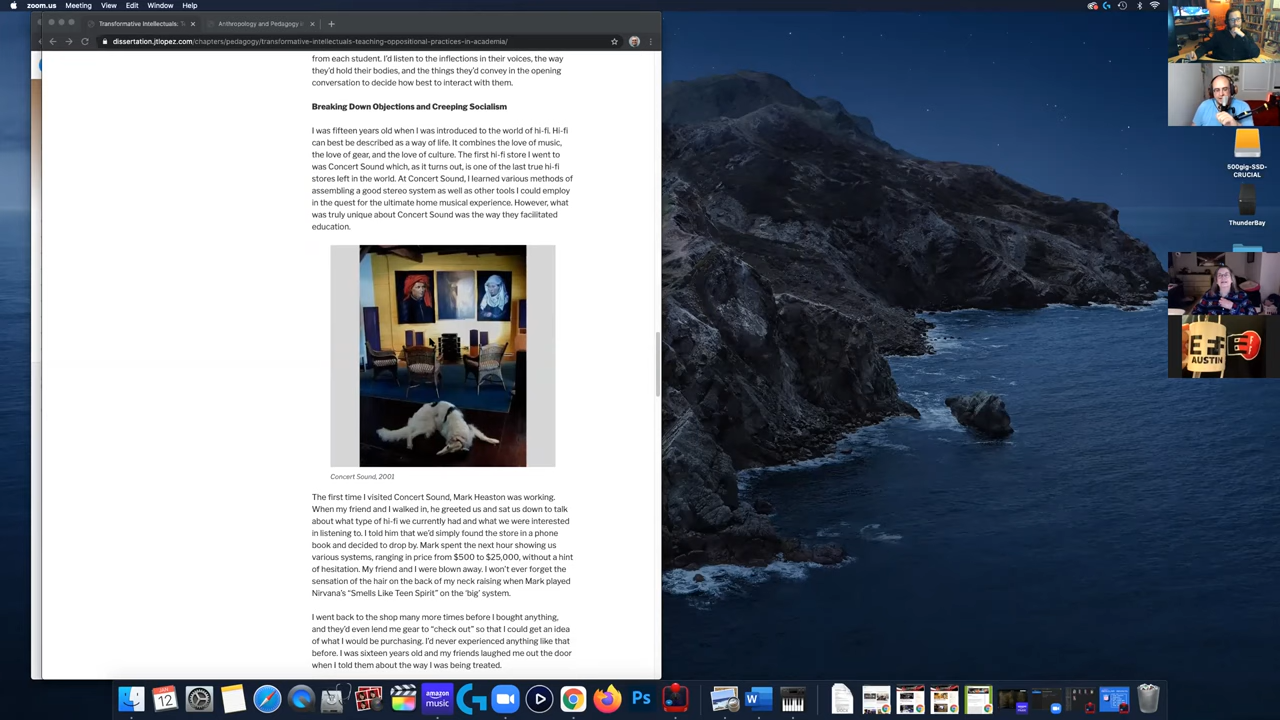 zoom.us Meeting View Edit Window Help
Transformative Intellectuals:
Anthropology and Pedagogy
dissertation.jtlopez.com/chapters/pedagogy/transformative-intellectuals-teaching-oppositional-practices-in-academia/
from each student. I'd listen to the inflections in their voices, the way
they'd hold their bodies, and the things they'd convey in the opening
conversation to decide how best to interact with them.
Breaking Down Objections and Creeping Socialism
I was fifteen years old when I was introduced to the world of hi-fi. Hi-fi
can best be described as a way of life. It combines the love of music,
the love of gear, and the love of culture. The first hi-fi store I went to
was Concert Sound which, as it turns out, is one of the last true hi-fi
stores left in the world. At Concert Sound, I learned various methods of
assembling a good stereo system as well as other tools I could employ
in the quest for the ultimate home musical experience. However, what
was truly unique about Concert Sound was the way they facilitated
education.
Concert Sound, 2001
The first time I visited Concert Sound, Mark Heaston was working.
When my friend and I walked in, he greeted us and sat us down to talk
about what type of hi-fi we currently had and what we were interested
in listening to. I told him that we'd simply found the store in a phone
book and decided to drop by. Mark spent the next hour showing us
various systems, ranging in price from $500 to $25,000, without a hint
of hesitation. My friend and I were blown away. I won't ever forget the
sensation of the hair on the back of my neck raising when Mark played
Nirvana's “Smells Like Teen Spirit” on the ‘big’ system.
I went back to the shop many more times before I bought anything,
and they'd even lend me gear to “check out” so that I could get an idea
of what I would be purchasing. I'd never experienced anything like that
before. I was sixteen years old and my friends laughed me out the door
when I told them about the way I was being treated.
500gig-SSD-
CRUCIAL
ThunderBay
EFF
AUSTIN
JAN
12
amazon
music
Ps
W